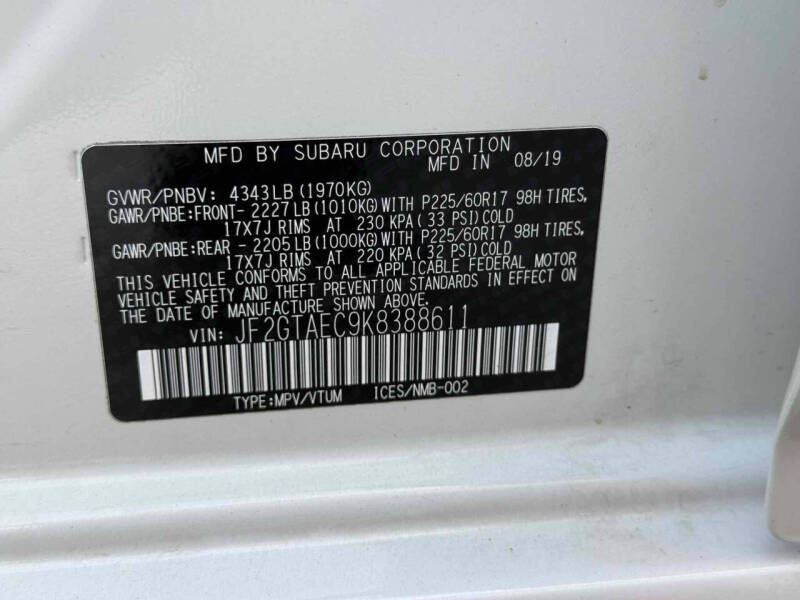 MFD BY SUBARU CORPORATION
MFD IN 08/19
GVWR/PNBV: 4343LB (1970KG)
GAWR/PNBE:FRONT- 2227 LB (1010KG) WITH P225/60R17 98H TIRES,
17X7J RIMS AT 230 KPA (33 PSI) COLD
GAWR/PNBE:REAR - 2205 LB (1000KG) WITH P225/60R17 98H TIRES,
17X7J RIMS AT 220 KPA (32 PSI) COLD
THIS VEHICLE CONFORMS TO ALL APPLICABLE FEDERAL MOTOR
VEHICLE SAFETY AND THEFT PREVENTION STANDARDS IN EFFECT ON
THE DATE OF MANUFACTURE SHOWN ABOVE.
VIN: JF2GTAEC9K8388611
TYPE:MPV/VTUM ICES/NMB-002